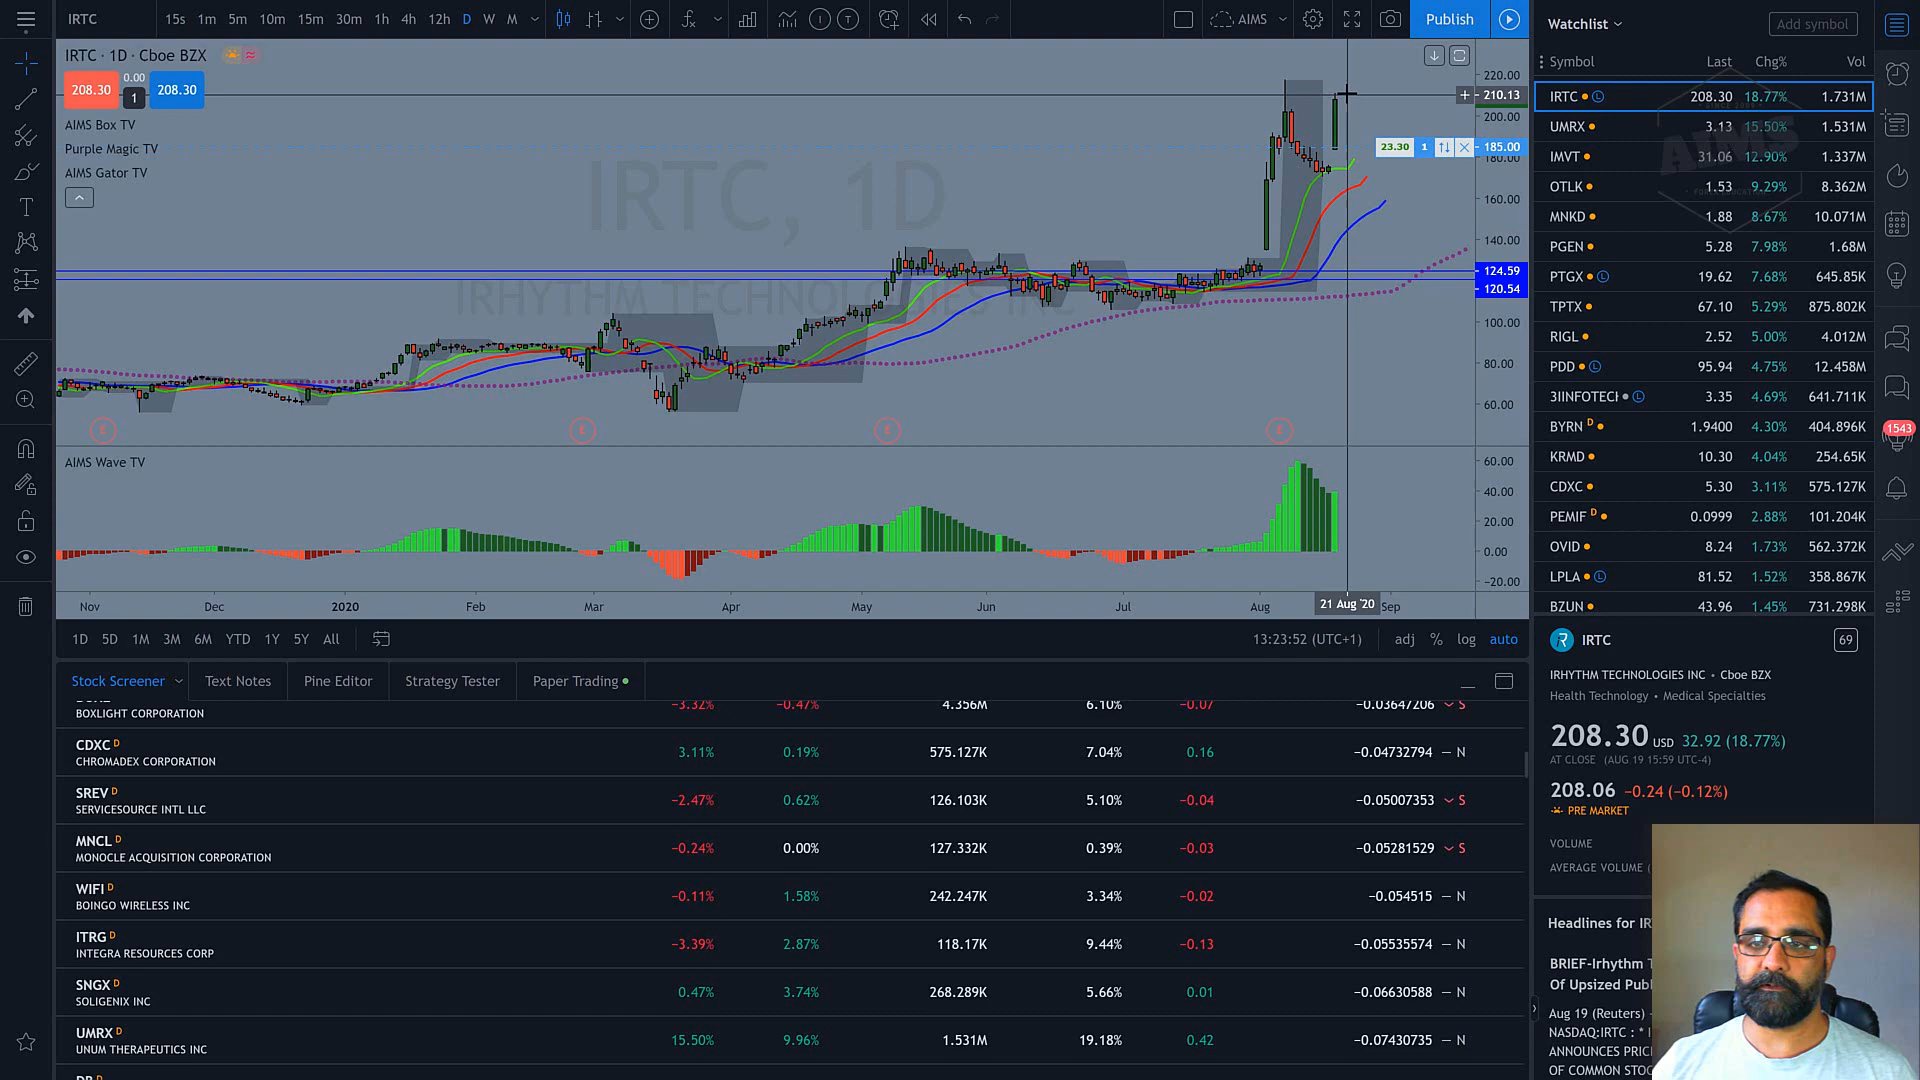 IRTC 15s 1m 5m 10m 15m 30m 1h 4h 12h D W M AIMS Publish
IRTC · 1D · Cboe BZX
208.30 0.00 1 208.30
AIMS Box TV
Purple Magic TV
AIMS Gator TV
IRTC, 1D
IRHYTHM TECHNOLOGIES INC
23.30 1
220.00
210.13
200.00
185.00
180.00
160.00
140.00
124.59
120.54
100.00
80.00
60.00
E E E E
AIMS Wave TV
60.00
40.00
20.00
0.00
−20.00
Nov Dec 2020 Feb Mar Apr May Jun Jul Aug 21 Aug '20 Sep
1D 5D 1M 3M 6M YTD 1Y 5Y All 13:23:52 (UTC+1) adj % log auto
Stock Screener Text Notes Pine Editor Strategy Tester Paper Trading
−3.32% −0.47% 4.356M 6.10% −0.07 −0.03647206 S
BOXLIGHT CORPORATION
CDXC D 3.11% 0.19% 575.127K 7.04% 0.16 −0.04732794 — N
CHROMADEX CORPORATION
SREV D −2.47% 0.62% 126.103K 5.10% −0.04 −0.05007353 S
SERVICESOURCE INTL LLC
MNCL D −0.24% 0.00% 127.332K 0.39% −0.03 −0.05281529 S
MONOCLE ACQUISITION CORPORATION
WIFI D −0.11% 1.58% 242.247K 3.34% −0.02 −0.054515 — N
BOINGO WIRELESS INC
ITRG D −3.39% 2.87% 118.17K 9.44% −0.13 −0.05535574 — N
INTEGRA RESOURCES CORP
SNGX D 0.47% 3.74% 268.289K 5.66% 0.01 −0.06630588 — N
SOLIGENIX INC
UMRX D 15.50% 9.96% 1.531M 19.18% 0.42 −0.07430735 — N
UNUM THERAPEUTICS INC
Watchlist Add symbol
Symbol Last Chg% Vol
IRTC L 208.30 18.77% 1.731M
UMRX 3.13 15.50% 1.531M
IMVT 31.06 12.90% 1.337M
OTLK 1.53 9.29% 8.362M
MNKD 1.88 8.67% 10.071M
PGEN 5.28 7.98% 1.68M
PTGX L 19.62 7.68% 645.85K
TPTX 67.10 5.29% 875.802K
RIGL 2.52 5.00% 4.012M
PDD L 95.94 4.75% 12.458M
3IINFOTECH L 3.35 4.69% 641.711K
BYRN D 1.9400 4.30% 404.896K
KRMD 10.30 4.04% 254.65K
CDXC 5.30 3.11% 575.127K
PEMIF D 0.0999 2.88% 101.204K
OVID 8.24 1.73% 562.372K
LPLA L 81.52 1.52% 358.867K
BZUN 43.96 1.45% 731.298K
AIMS
1543
IRTC 69
IRHYTHM TECHNOLOGIES INC • Cboe BZX
Health Technology • Medical Specialties
208.30 USD 32.92 (18.77%)
AT CLOSE (AUG 19 15:59 UTC-4)
208.06 −0.24 (−0.12%)
PRE MARKET
VOLUME
AVERAGE VOLUME (
Headlines for IR
BRIEF-Irhythm T
Of Upsized Publ
Aug 19 (Reuters) -
NASDAQ:IRTC : * I
ANNOUNCES PRIC
OF COMMON STOC